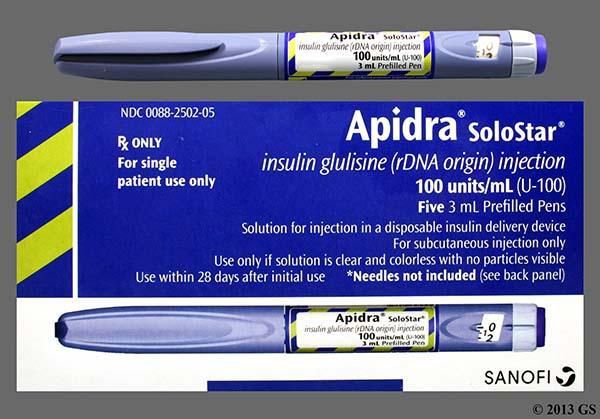 NDC 0088-2502-05
Rx ONLY
For single
patient use only
Apidra® SoloStar®
insulin glulisine (rDNA origin) injection
100 units/mL (U-100)
Five 3 mL Prefilled Pens
Solution for injection in a disposable insulin delivery device
For subcutaneous injection only
Use only if solution is clear and colorless with no particles visible
*Needles not included (see back panel)
Use within 28 days after initial use
SANOFI
Apidra® SoloStar®
insulin glulisine (rDNA origin) injection
100 units/mL (U-100)
3 mL Prefilled Pen
0
2
Apidra® SoloStar®
insulin glulisine (rDNA origin) injection
100 units/mL (U-100)
3 mL Prefilled Pen
0
© 2013 GS